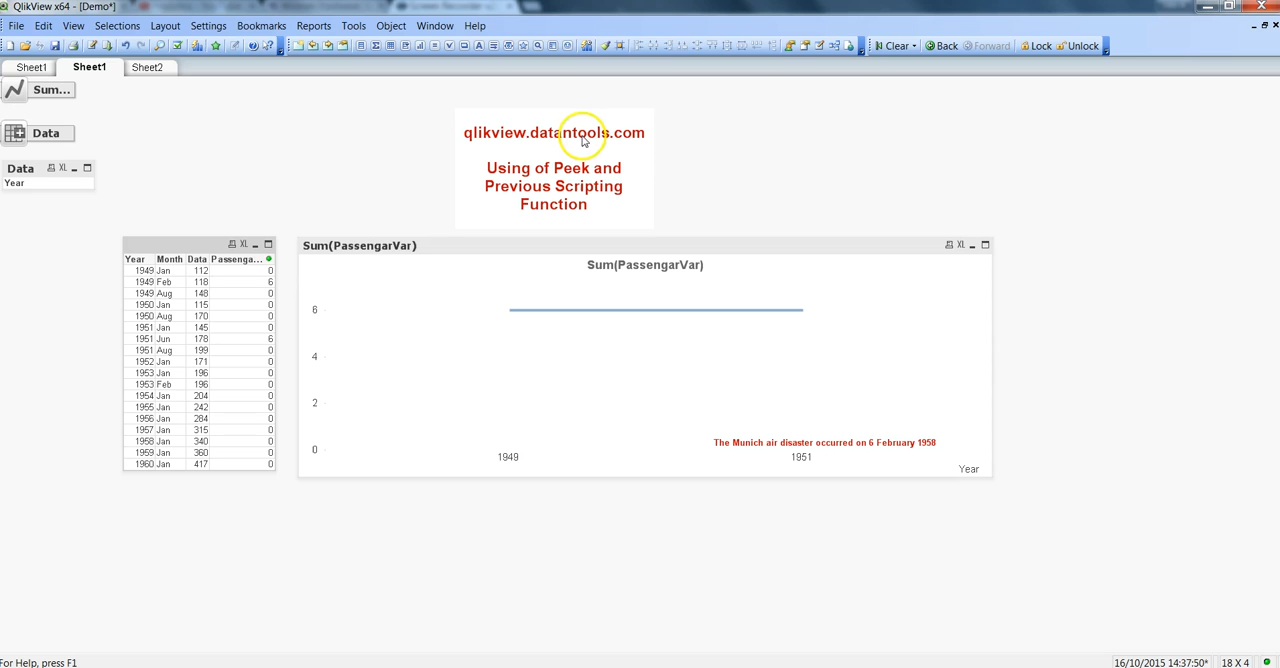 QlikView x64 - [Demo*]
File Edit View Selections Layout Settings Bookmarks Reports Tools Object Window Help
Clear Back Forward Lock Unlock
Sheet1 Sheet1 Sheet2
Sum...
Data
Data XL
Year
qlikview.datantools.com
Using of Peek and
Previous Scripting
Function
XL
Year Month Data Passenga...
1949 Jan 112 0
1949 Feb 118 6
1949 Aug 148 0
1950 Jan 115 0
1950 Aug 170 0
1951 Jan 145 0
1951 Jun 178 6
1951 Aug 199 0
1952 Jan 171 0
1953 Jan 196 0
1953 Feb 196 0
1954 Jan 204 0
1955 Jan 242 0
1956 Jan 284 0
1957 Jan 315 0
1958 Jan 340 0
1959 Jan 360 0
1960 Jan 417 0
Sum(PassengarVar) XL
Sum(PassengarVar)
6
4
2
0
The Munich air disaster occurred on 6 February 1958
1949 1951
Year
For Help, press F1 16/10/2015 14:37:50* 18 X 4